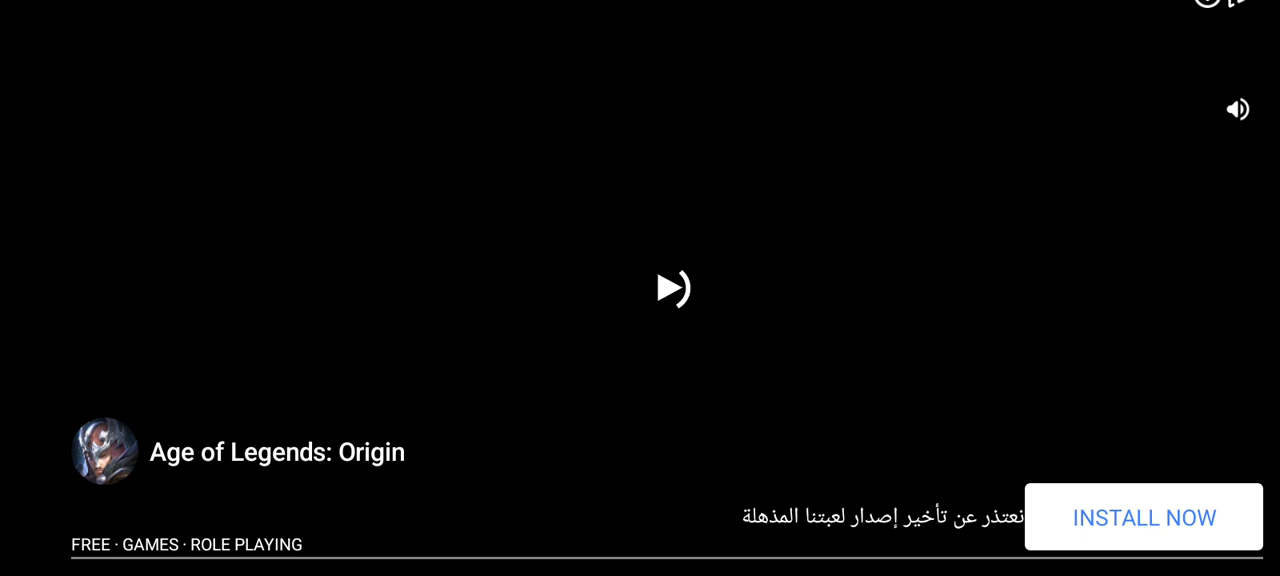 Age of Legends: Origin
نعتذر عن تأخير إصدار لعبتنا المذهلة
INSTALL NOW
FREE · GAMES · ROLE PLAYING